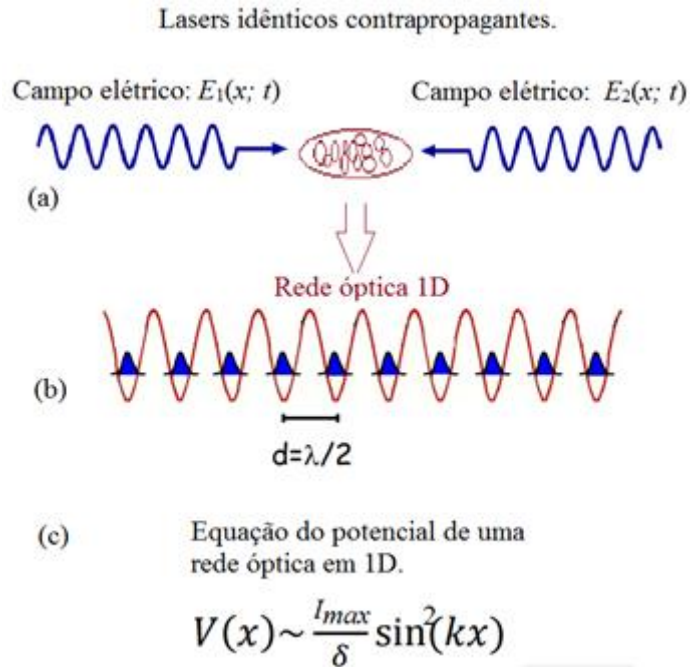 Lasers idênticos contrapropagantes.
Campo elétrico: E₁(x; t) Campo elétrico: E₂(x; t)
(a)
Rede óptica 1D
(b)
d=λ/2
(c) Equação do potencial de uma
rede óptica em 1D.
V(x)~ I_max/δ sin²(kx)